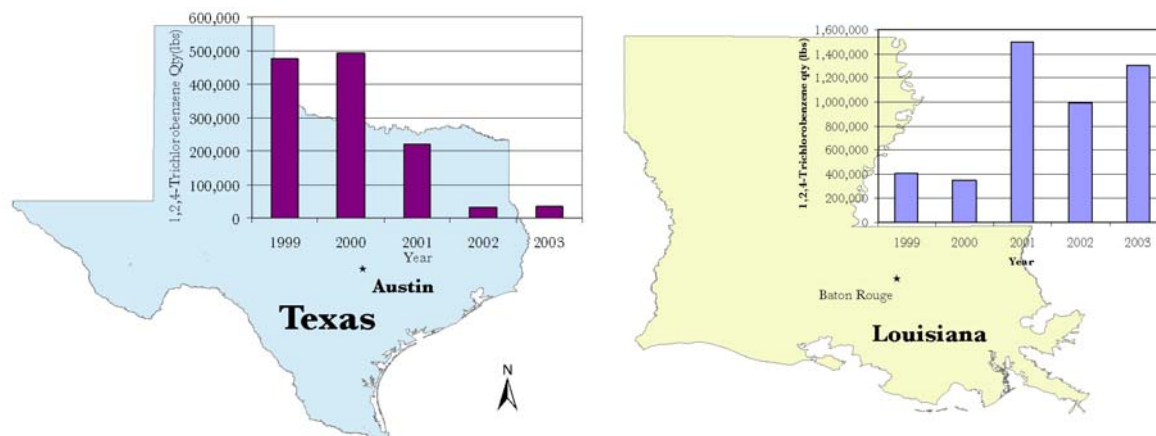 1,2,4-Trichlorobenzene Qty(lbs)
600,000
500,000
400,000
300,000
200,000
100,000
0
1999 2000 2001 2002 2003
Year
Austin
Texas
N
1,2,4-Trichlorobenzene qty (lbs)
1,600,000
1,400,000
1,200,000
1,000,000
800,000
600,000
400,000
200,000
0
1999 2000 2001 2002 2003
Year
Baton Rouge
Louisiana